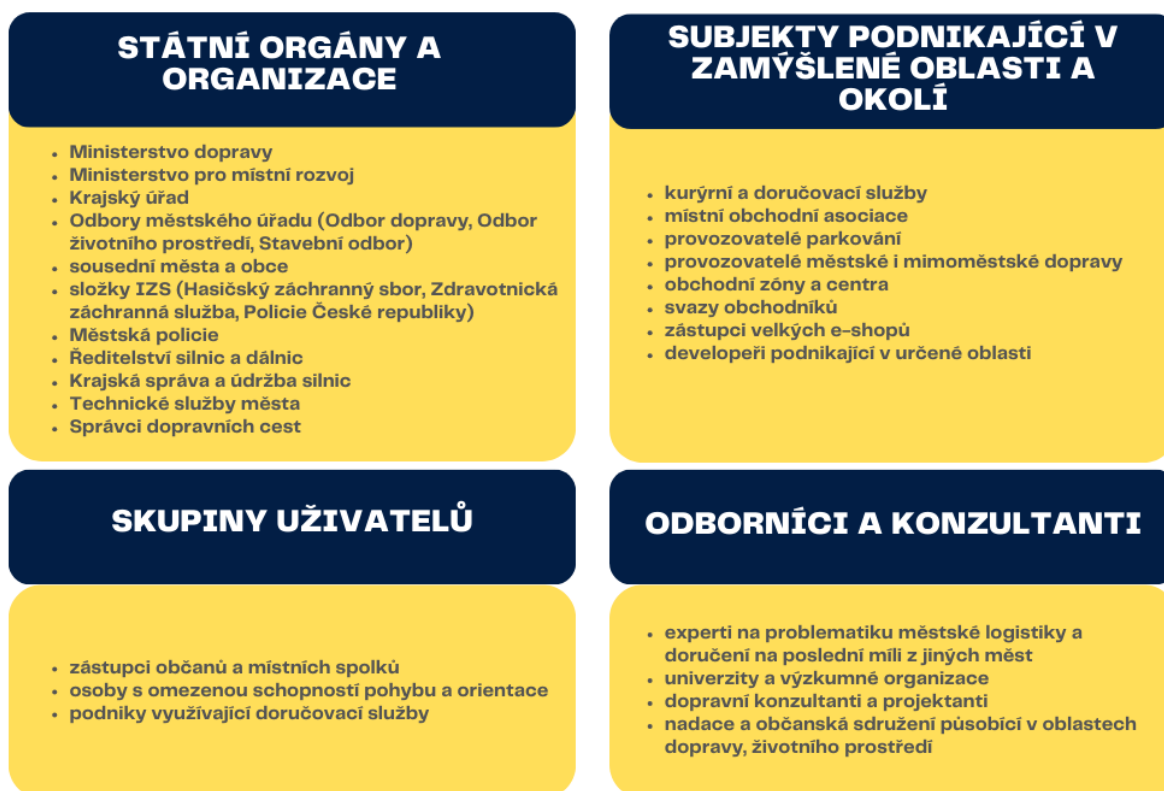 STÁTNÍ ORGÁNY A
ORGANIZACE
• Ministerstvo dopravy
• Ministerstvo pro místní rozvoj
• Krajský úřad
• Odbory městského úřadu (Odbor dopravy, Odbor
životního prostředí, Stavební odbor)
• sousední města a obce
• složky IZS (Hasičský záchranný sbor, Zdravotnická
záchranná služba, Policie České republiky)
• Městská policie
• Ředitelství silnic a dálnic
• Krajská správa a údržba silnic
• Technické služby města
• Správci dopravních cest
SUBJEKTY PODNIKAJÍCÍ V
ZAMÝŠLENÉ OBLASTI A
OKOLÍ
• kurýrní a doručovací služby
• místní obchodní asociace
• provozovatelé parkování
• provozovatelé městské i mimoměstské dopravy
• obchodní zóny a centra
• svazy obchodníků
• zástupci velkých e-shopů
• developeři podnikající v určené oblasti
SKUPINY UŽIVATELŮ
• zástupci občanů a místních spolků
• osoby s omezenou schopností pohybu a orientace
• podniky využívající doručovací služby
ODBORNÍCI A KONZULTANTI
• experti na problematiku městské logistiky a
doručení na poslední míli z jiných měst
• univerzity a výzkumné organizace
• dopravní konzultanti a projektanti
• nadace a občanská sdružení působící v oblastech
dopravy, životního prostředí